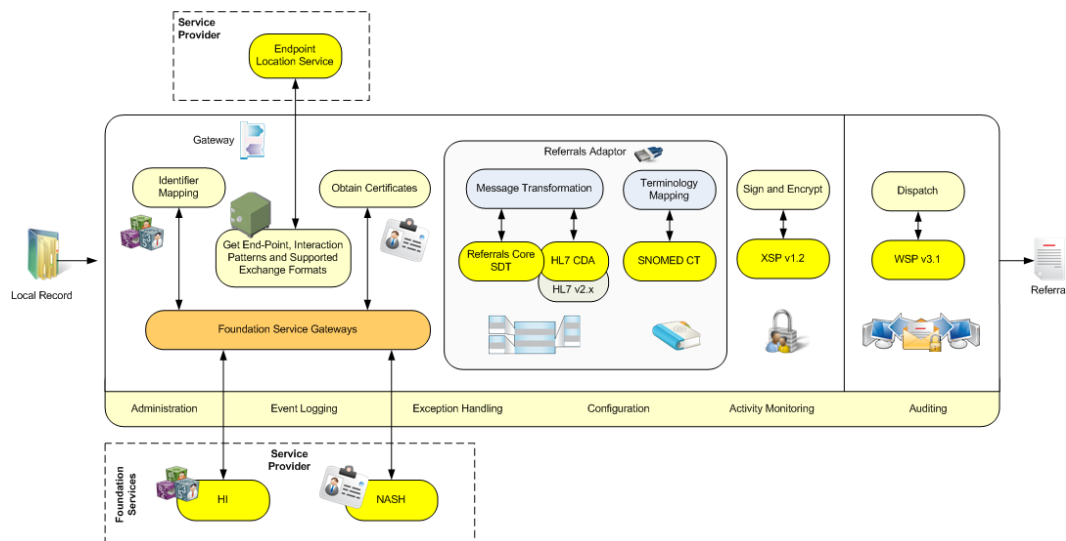 Service
Provider
Endpoint
Location Service
Gateway
Referrals Adaptor
Identifier
Mapping
Obtain Certificates
Message Transformation
Terminology
Mapping
Sign and Encrypt
Dispatch
Get End-Point, Interaction
Patterns and Supported
Exchange Formats
Referrals Core
SDT
HL7 CDA
HL7 v2.x
SNOMED CT
XSP v1.2
WSP v3.1
Local Record
Referra
Foundation Service Gateways
Administration
Event Logging
Exception Handling
Configuration
Activity Monitoring
Auditing
Foundation
Services
Service
Provider
HI
NASH